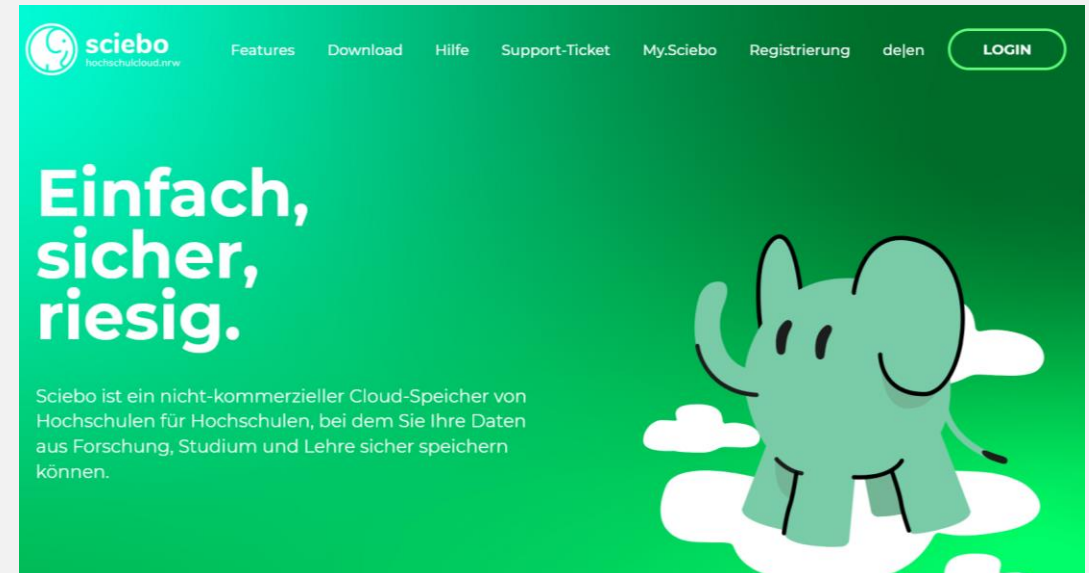 sciebo
hochschulcloud.nrw
Features
Download
Hilfe
Support-Ticket
My.Sciebo
Registrierung
de|en
LOGIN
Einfach,
sicher,
riesig.
Sciebo ist ein nicht-kommerzieller Cloud-Speicher von
Hochschulen für Hochschulen, bei dem Sie Ihre Daten
aus Forschung, Studium und Lehre sicher speichern
können.